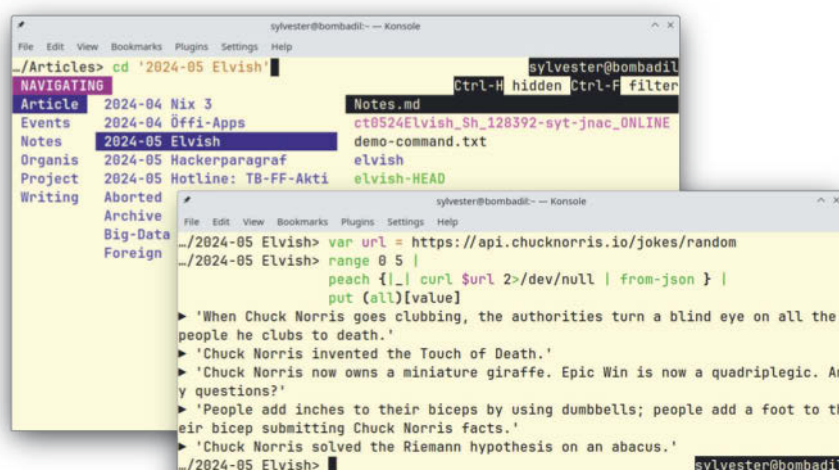 sylvester@bombadil:~ — Konsole
File Edit View Bookmarks Plugins Settings Help
…/Articles> cd '2024-05 Elvish' sylvester@bombadil
NAVIGATING Ctrl-H hidden Ctrl-F filter
Article 2024-04 Nix 3 Notes.md
Events 2024-04 Öffi-Apps ct0524Elvish_Sh_128392-syt-jnac_ONLINE
Notes 2024-05 Elvish demo-command.txt
Organis 2024-05 Hackerparagraf elvish
Project 2024-05 Hotline: TB-FF-Akti elvish-HEAD
Writing Aborted
Archive
Big-Data
Foreign
sylvester@bombadil:~ — Konsole
File Edit View Bookmarks Plugins Settings Help
…/2024-05 Elvish> var url = https://api.chucknorris.io/jokes/random
…/2024-05 Elvish> range 0 5 |
peach {|_| curl $url 2>/dev/null | from-json } |
put (all)[value]
▶ 'When Chuck Norris goes clubbing, the authorities turn a blind eye on all the
people he clubs to death.'
▶ 'Chuck Norris invented the Touch of Death.'
▶ 'Chuck Norris now owns a miniature giraffe. Epic Win is now a quadriplegic. An
y questions?'
▶ 'People add inches to their biceps by using dumbbells; people add a foot to th
eir bicep submitting Chuck Norris facts.'
▶ 'Chuck Norris solved the Riemann hypothesis on an abacus.'
…/2024-05 Elvish> sylvester@bombadil